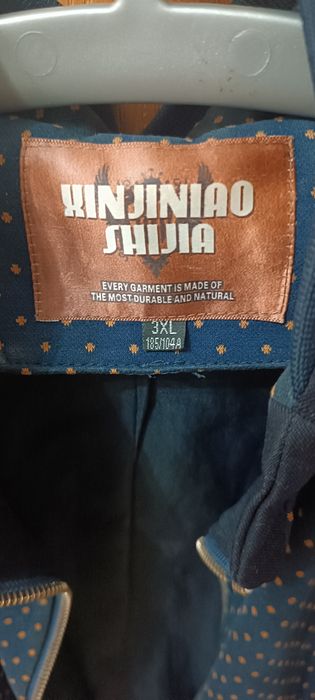 XINJINIAO
SHIJIA
EVERY GARMENT IS MADE OF
THE MOST DURABLE AND NATURAL
3XL
185/104A